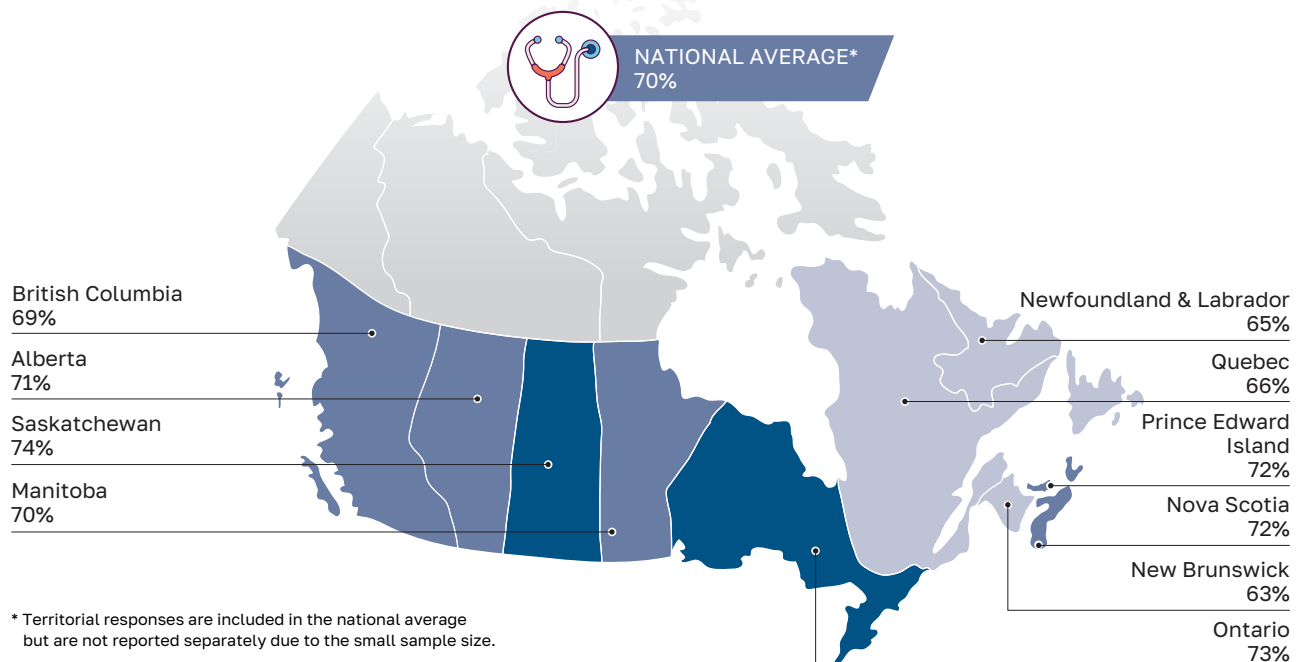 NATIONAL AVERAGE*
70%
British Columbia
69%
Alberta
71%
Saskatchewan
74%
Manitoba
70%
Newfoundland & Labrador
65%
Quebec
66%
Prince Edward
Island
72%
Nova Scotia
72%
New Brunswick
63%
Ontario
73%
* Territorial responses are included in the national average
but are not reported separately due to the small sample size.